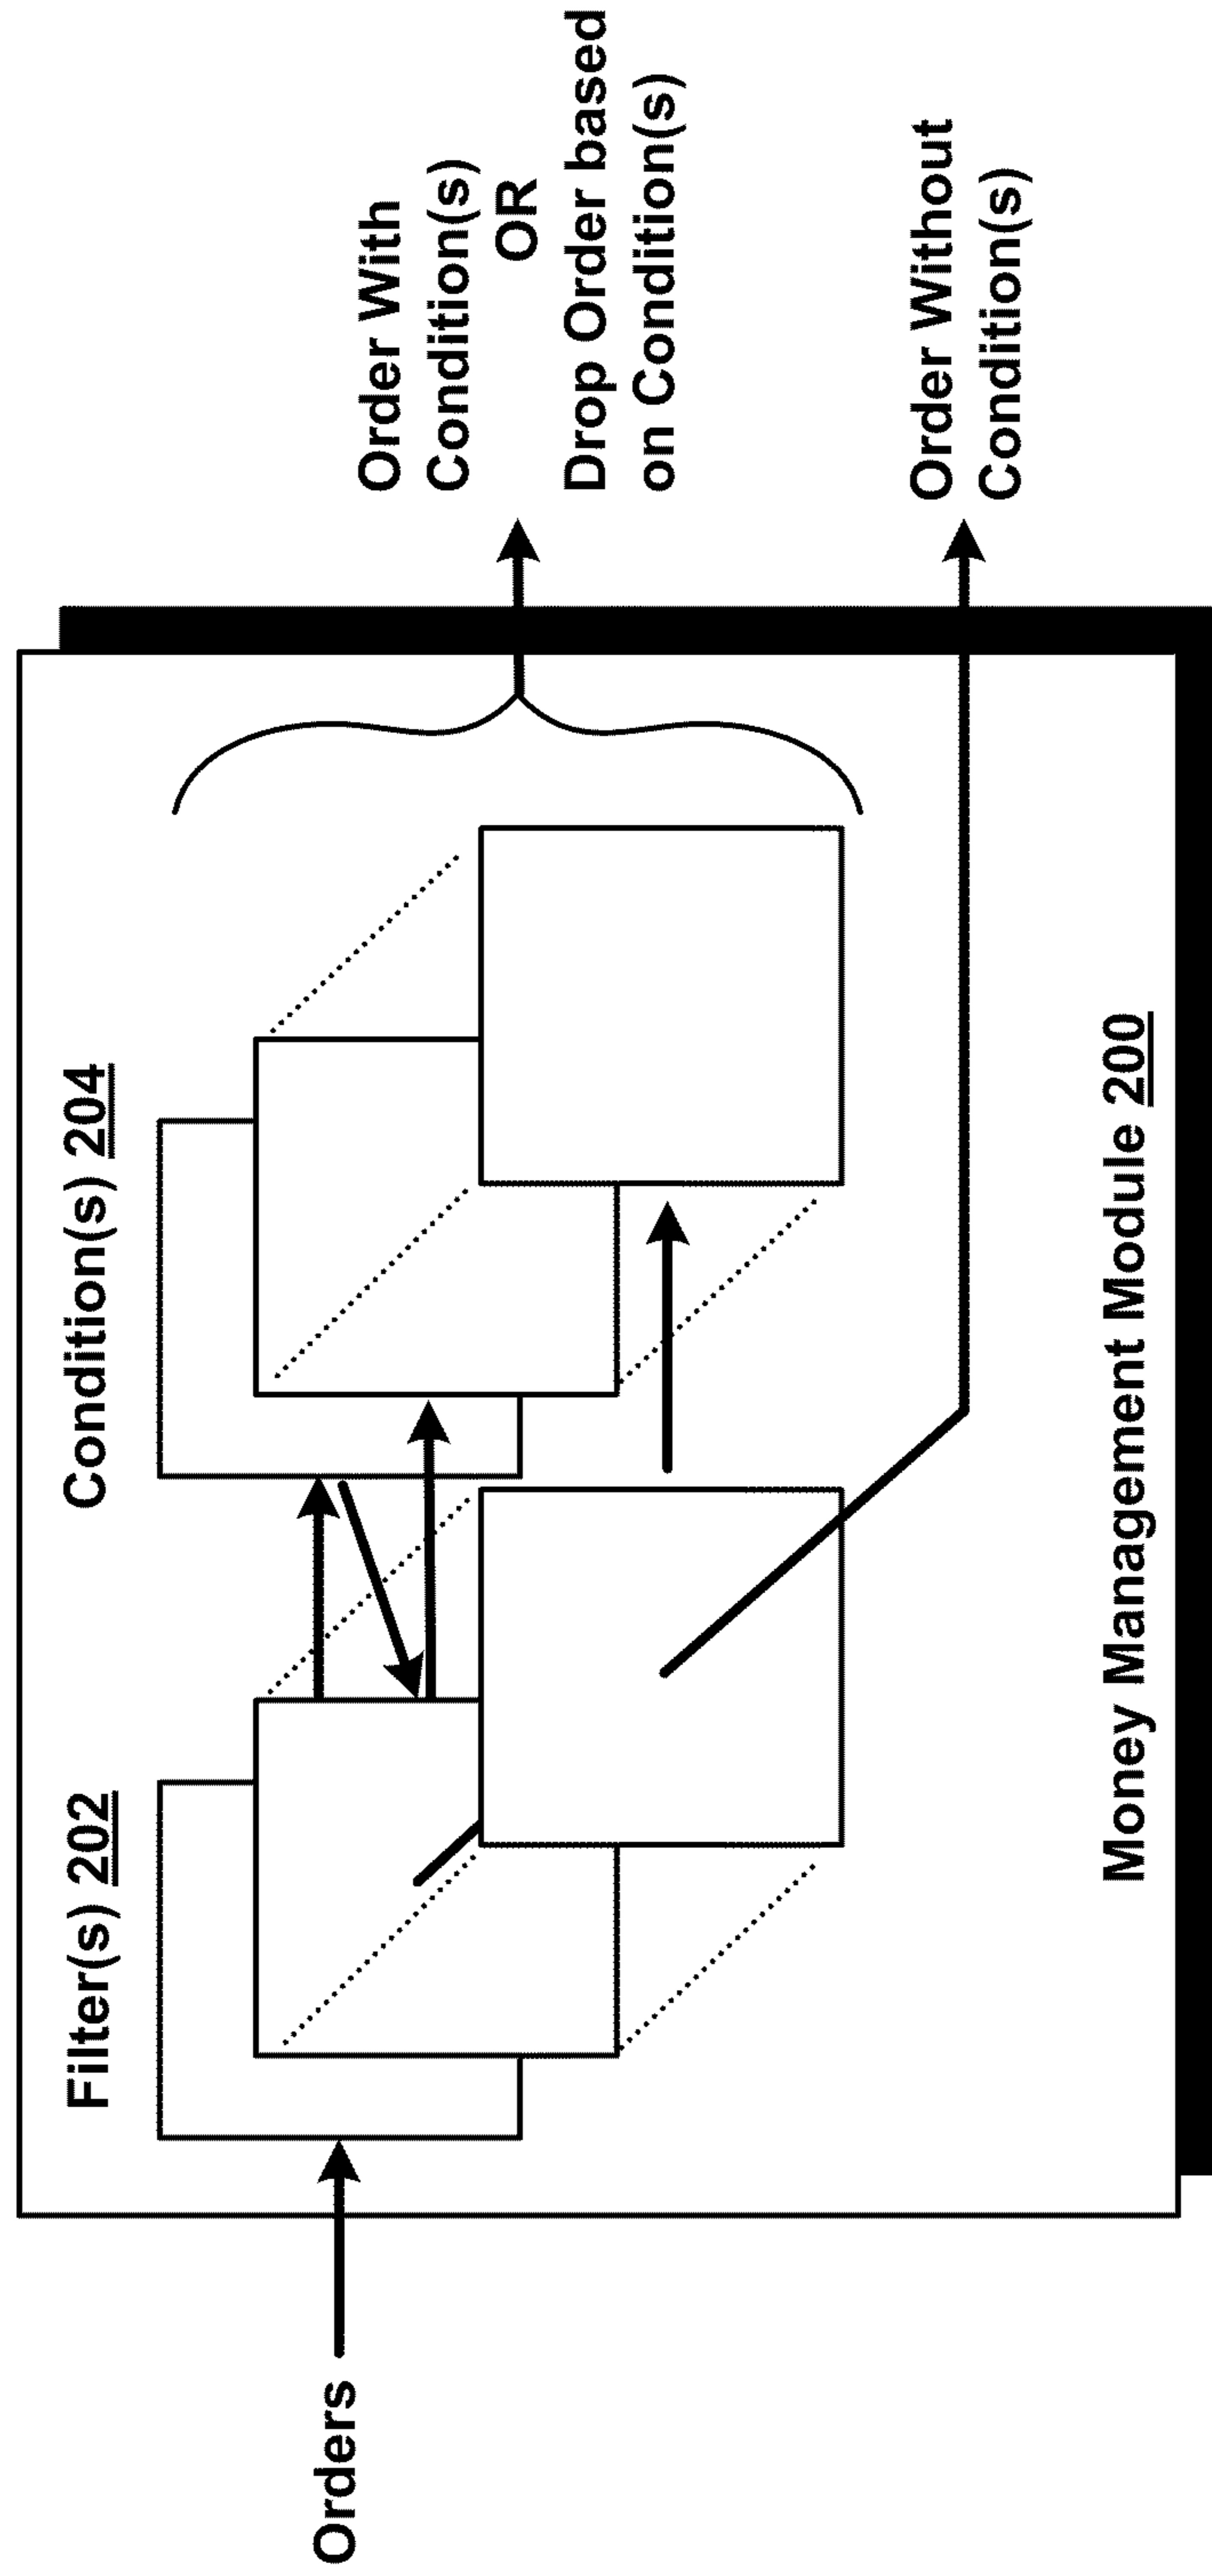 Orders
Filter(s) 202
Condition(s) 204
Money Management Module 200
Order With
Condition(s)
OR
Drop Order based
on Condition(s)
Order Without
Condition(s)